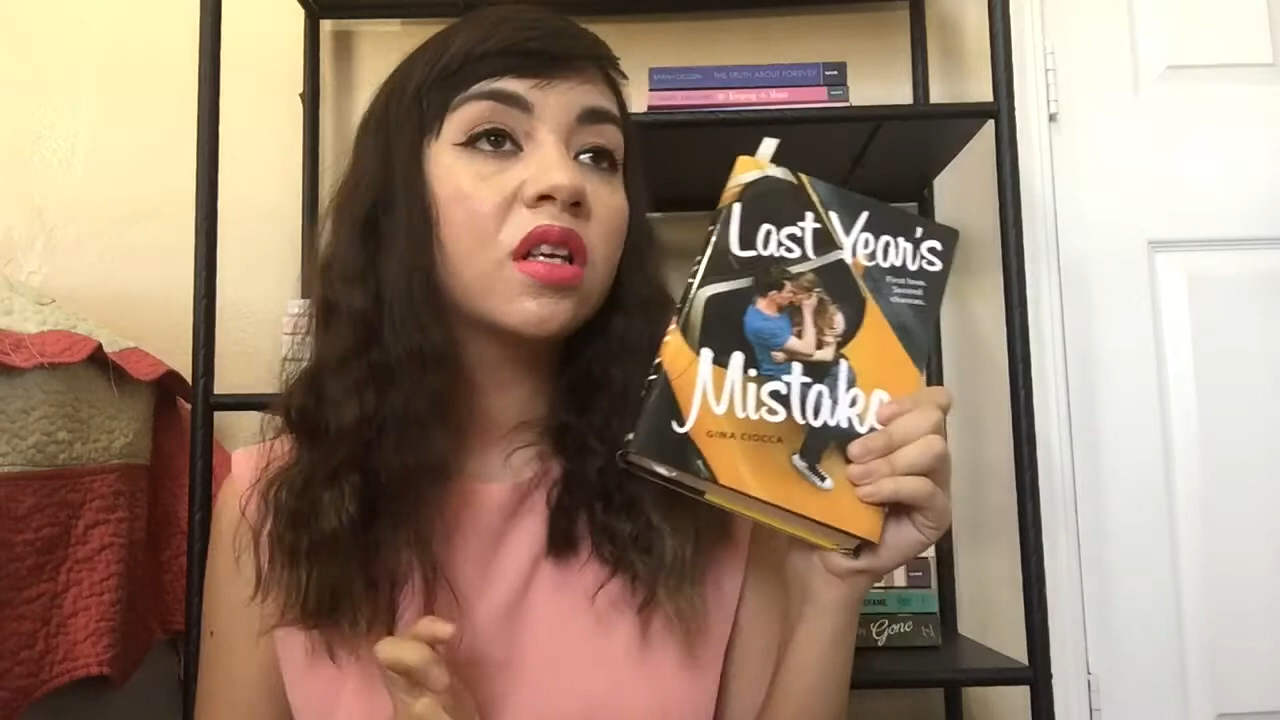 SARAH DESSEN THE TRUTH ABOUT FOREVER
Keeping the Moon
Last Year's
First love.
Second
chances.
Mistake
GINA CIOCCA
FAME
Gone